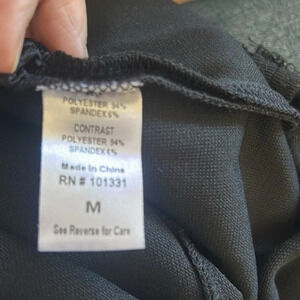 POLYESTER 94%
SPANDEX 6%
CONTRAST
POLYESTER 94%
SPANDEX 6%
Made In China
RN # 101331
M
See Reverse for Care